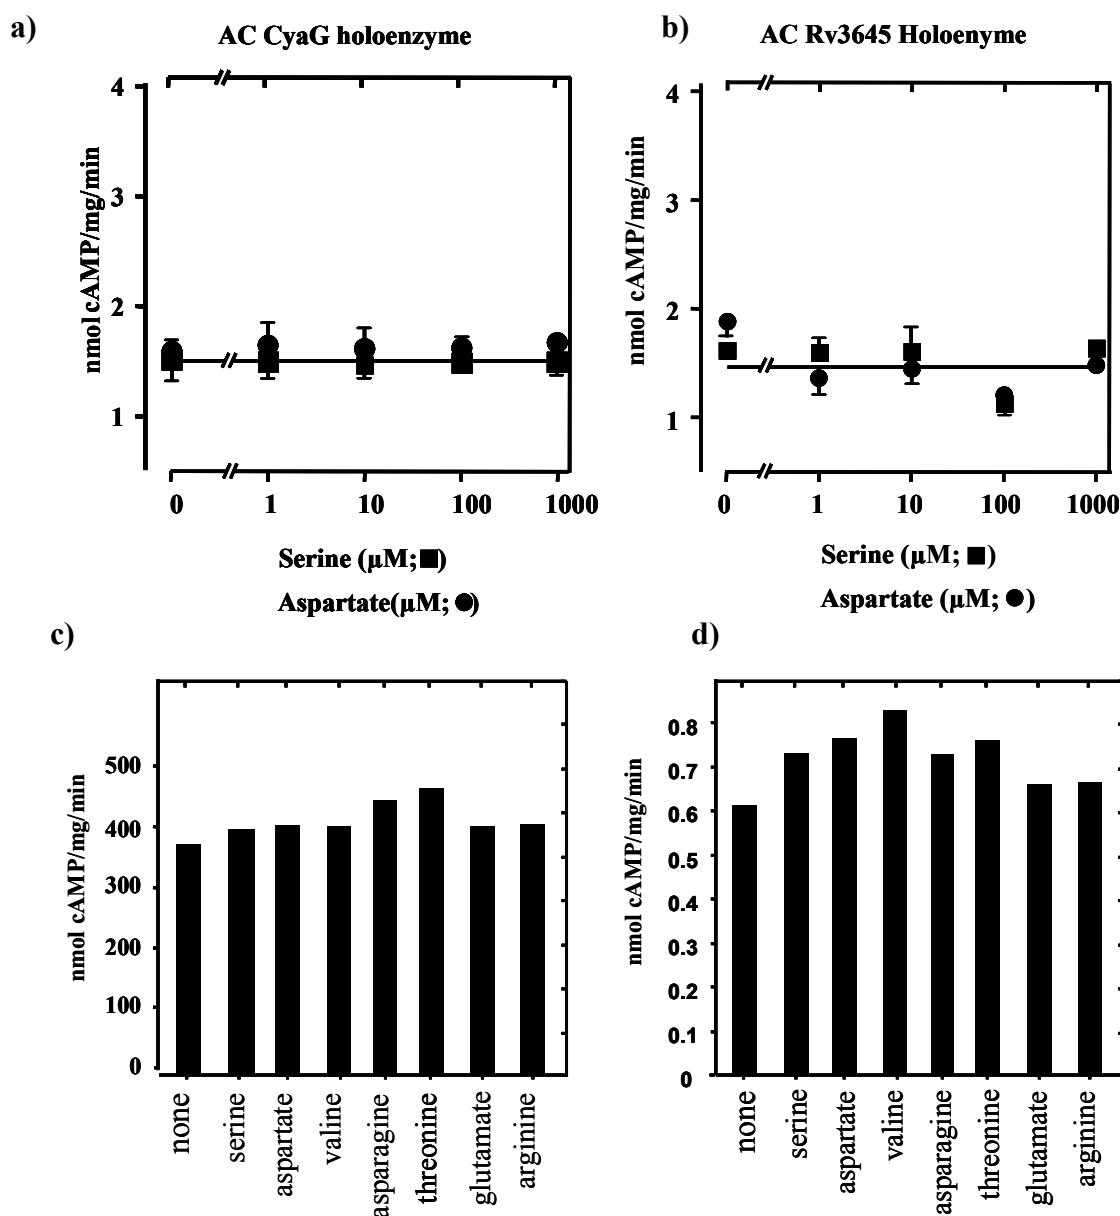 a)
AC CyaG holoenzyme
4
3
2
1
nmol cAMP/mg/min
0 1 10 100 1000
Serine (µM; ■)
Aspartate(µM; ●)
b)
AC Rv3645 Holoenyme
4
3
2
1
nmol cAMP/mg/min
0 1 10 100 1000
Serine (µM; ■)
Aspartate (µM; ●)
c)
500
400
300
200
100
0
nmol cAMP/mg/min
none
serine
aspartate
valine
asparagine
threonine
glutamate
arginine
d)
0.8
0.7
0.6
0.5
0.4
0.3
0.2
0.1
0
nmol cAMP/mg/min
none
serine
aspartate
valine
asparagine
threonine
glutamate
arginine